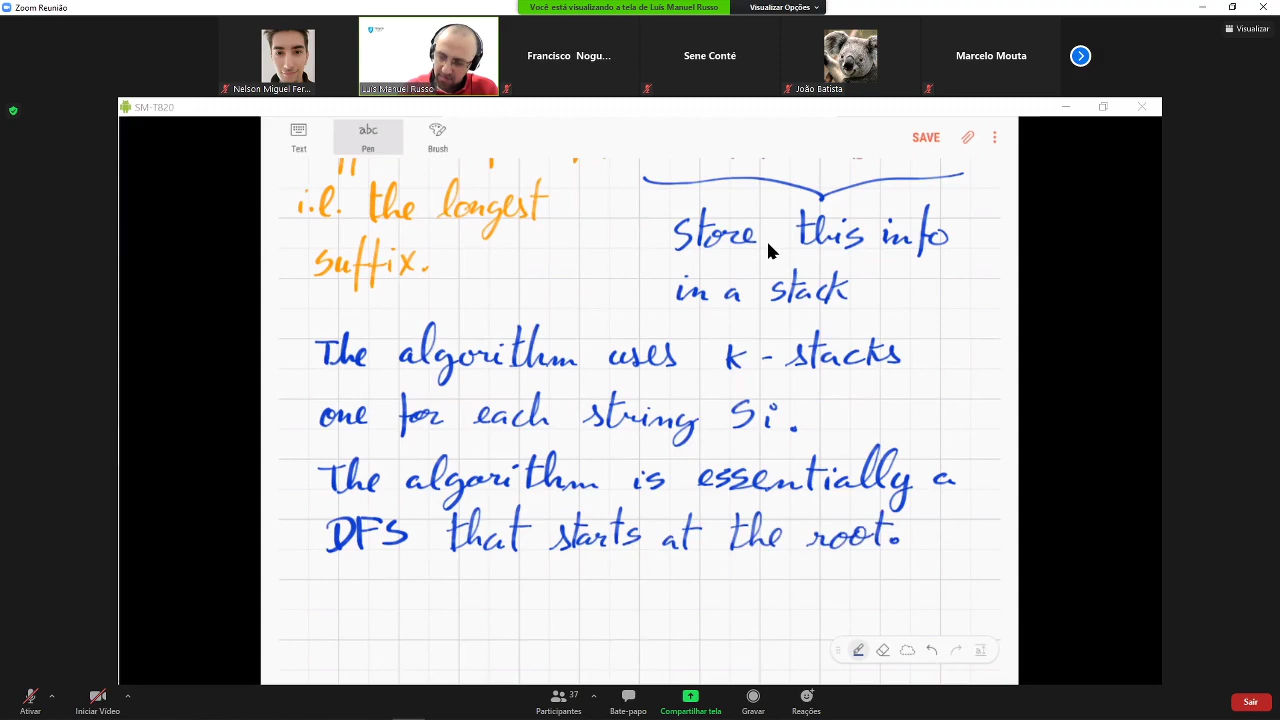 Zoom Reunião
Você está visualizando a tela de Luís Manuel Russo
Visualizar Opções
Visualizar
Nelson Miguel Fer...
Luís Manuel Russo
Francisco Nogu...
Sene Conté
João Batista
Marcelo Mouta
SM-T820
Text
abc
Pen
Brush
SAVE
i.e. the longest
suffix.
store this info
in a stack
The algorithm uses k - stacks
one for each string Si.
The algorithm is essentially a
DFS that starts at the root.
Ativar
Iniciar Vídeo
37
Participantes
Bate-papo
Compartilhar tela
Gravar
Reações
Sair